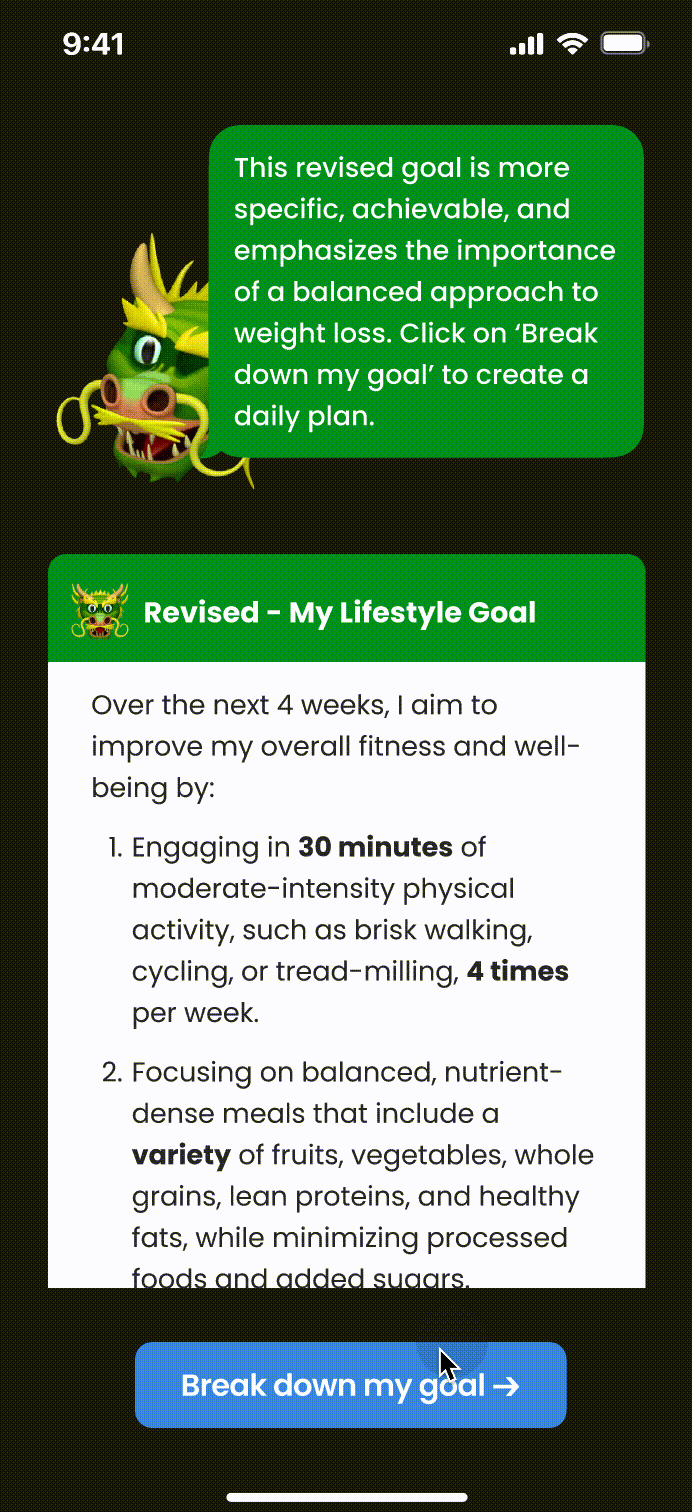 9:41
This revised goal is more
specific, achievable, and
emphasizes the importance
of a balanced approach to
weight loss. Click on ‘Break
down my goal’ to create a
daily plan.
Revised - My Lifestyle Goal
Over the next 4 weeks, I aim to
improve my overall fitness and well-
being by:
1. Engaging in 30 minutes of
moderate-intensity physical
activity, such as brisk walking,
cycling, or tread-milling, 4 times
per week.
2. Focusing on balanced, nutrient-
dense meals that include a
variety of fruits, vegetables, whole
grains, lean proteins, and healthy
fats, while minimizing processed
foods and added sugars.
Break down my goal →